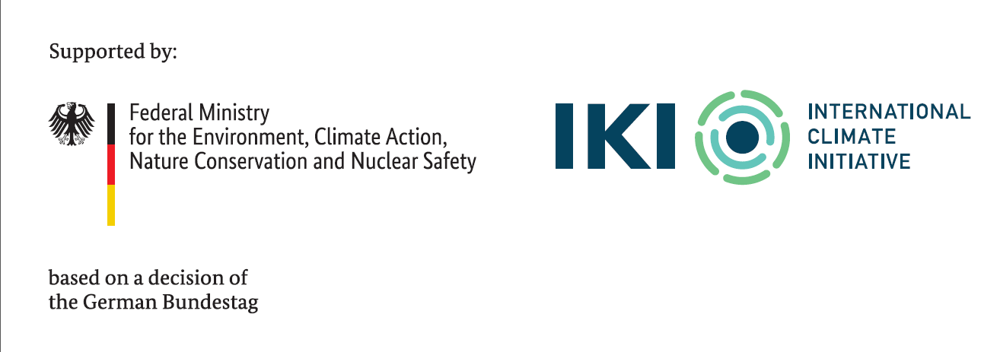 Supported by:
Federal Ministry
for the Environment, Climate Action,
Nature Conservation and Nuclear Safety
IKI
INTERNATIONAL
CLIMATE
INITIATIVE
based on a decision of
the German Bundestag